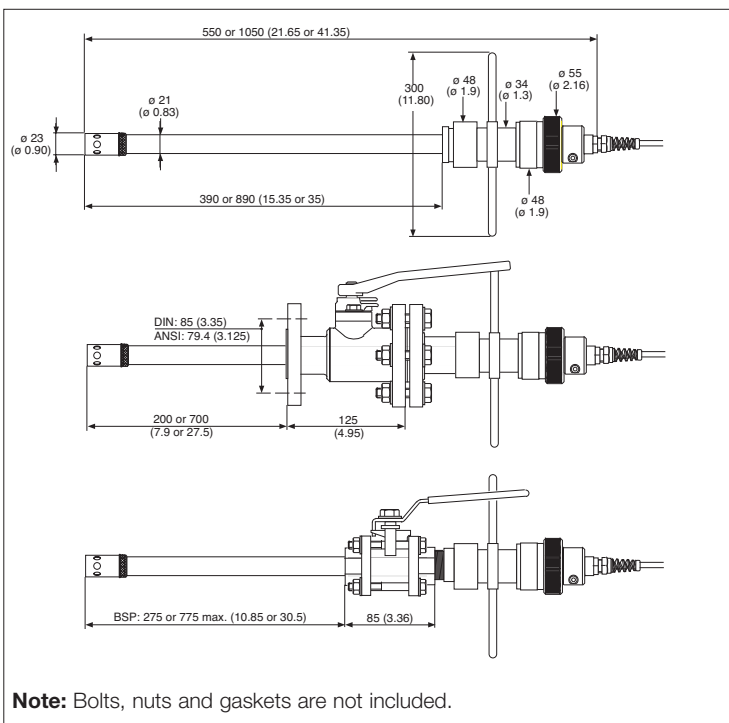 550 or 1050 (21.65 or 41.35)
ø 55
(ø 2.16)
ø 48
(ø 1.9)
ø 34
(ø 1.3)
300
(11.80)
ø 21
(ø 0.83)
ø 23
(ø 0.90)
390 or 890 (15.35 or 35)
ø 48
(ø 1.9)
DIN: 85 (3.35)
ANSI: 79.4 (3.125)
200 or 700
(7.9 or 27.5)
125
(4.95)
BSP: 275 or 775 max. (10.85 or 30.5)
85 (3.36)
Note: Bolts, nuts and gaskets are not included.